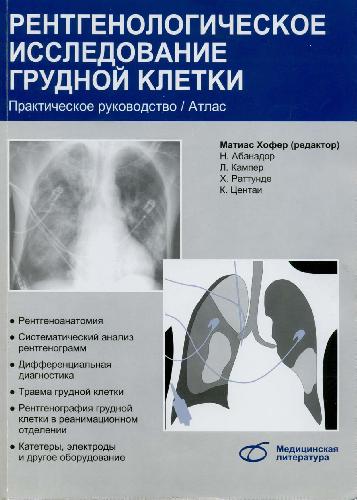 РЕНТГЕНОЛОГИЧЕСКОЕ
ИССЛЕДОВАНИЕ
ГРУДНОЙ КЛЕТКИ
Практическое руководство / Атлас
Матиас Хофер (редактор)
Н. Абанадор
Л. Кампер
Х. Раттунде
К. Центаи
• Рентгеноанатомия
• Систематический анализ
рентгенограмм
• Дифференциальная
диагностика
• Травма грудной клетки
• Рентгенография грудной
клетки в реанимационном
отделении
• Катетеры, электроды
и другое оборудование
Медицинская
литература